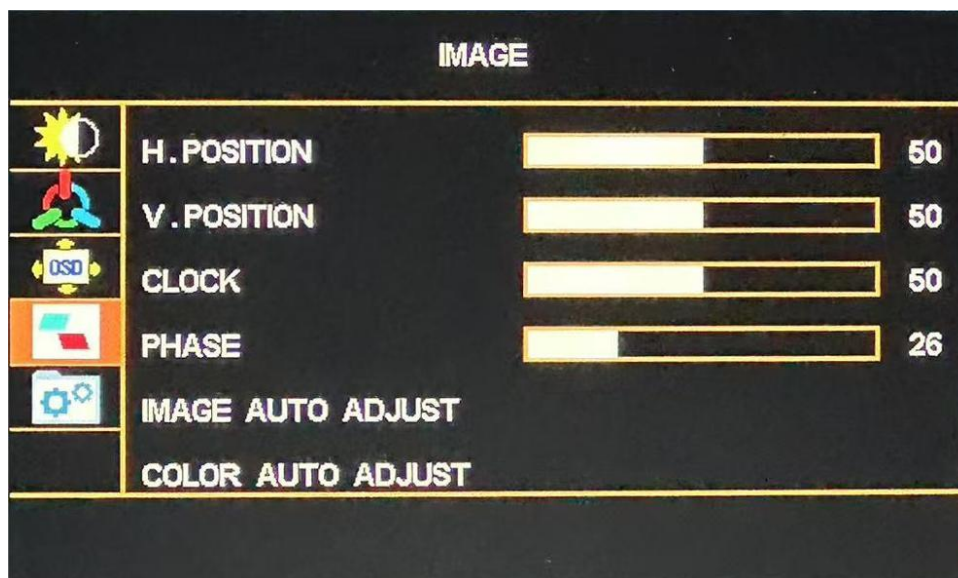 IMAGE
H.POSITION 50
V.POSITION 50
OSD
CLOCK 50
PHASE 26
IMAGE AUTO ADJUST
COLOR AUTO ADJUST